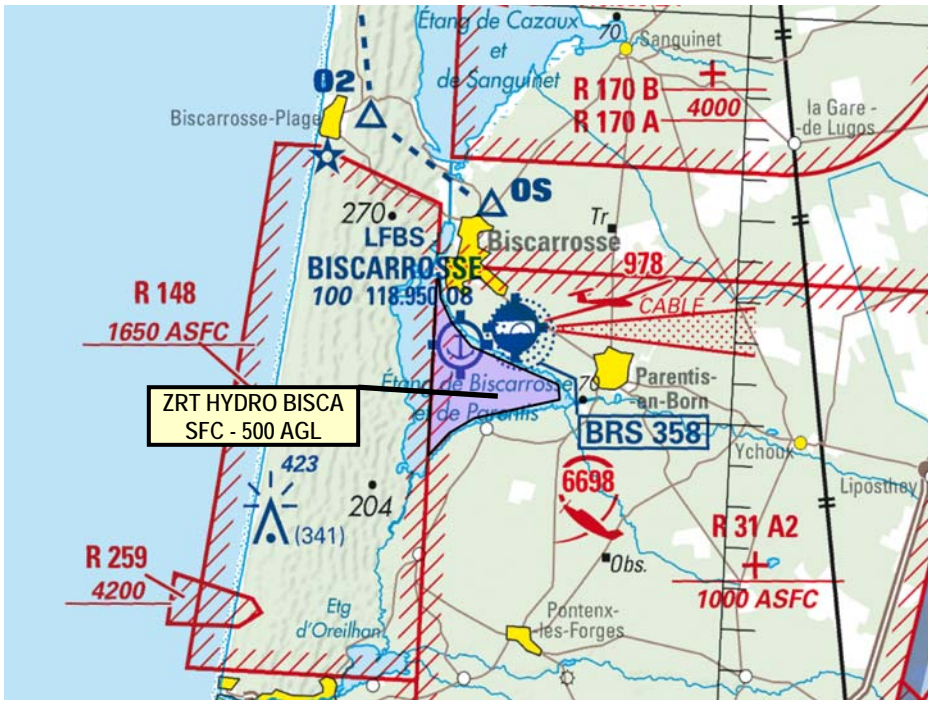 Étang de Cazaux
et
de Sanguinet
70
Sanguinet
O2
Biscarrosse-Plage
R 170 B
R 170 A
4000
la Gare -
-de Lugos
OS
270
Tr
LFBS
Biscarrosse
BISCARROSSE
100 118.950 08
978
CABLÉ
R 148
1650 ASFC
ZRT HYDRO BISCA
SFC - 500 AGL
Étang de Biscarrosse
et de Parentis
70
Parentis-
-en-Born
BRS 358
Ychoux
Liposthey
423
(341)
204
6698
R 31 A2
1000 ASFC
Obs.
R 259
4200
Etg
d'Oreilhan
Pontenx-
-les-Forges